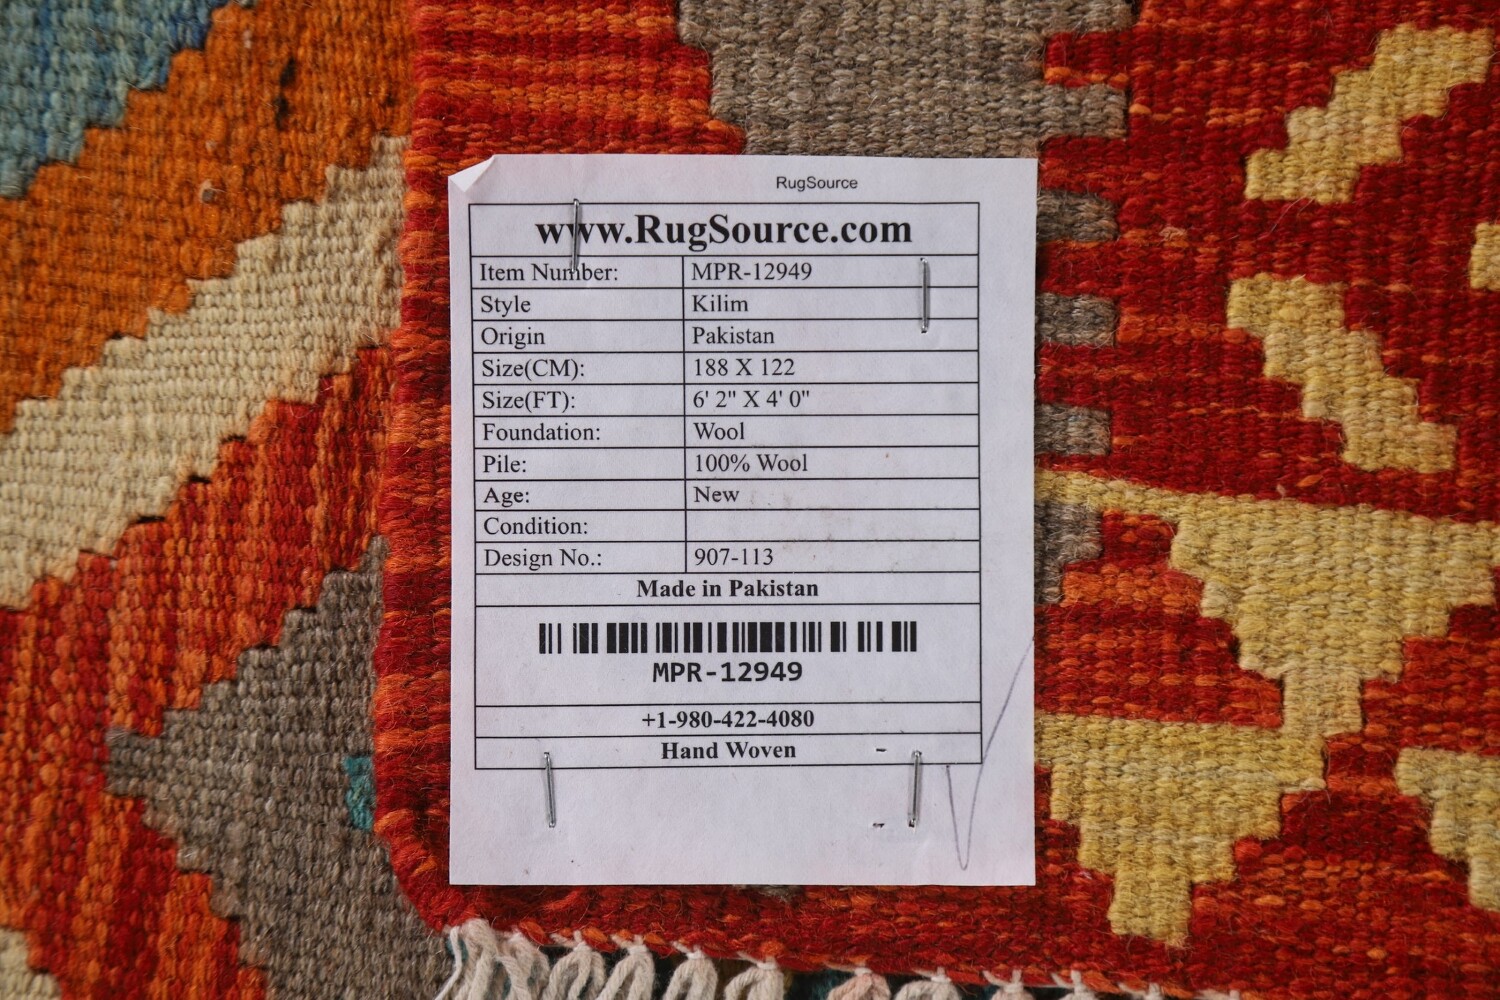 RugSource
www.RugSource.com
Item Number: MPR-12949
Style Kilim
Origin Pakistan
Size(CM): 188 X 122
Size(FT): 6' 2" X 4' 0"
Foundation: Wool
Pile: 100% Wool
Age: New
Condition:
Design No.: 907-113
Made in Pakistan
MPR-12949
+1-980-422-4080
Hand Woven